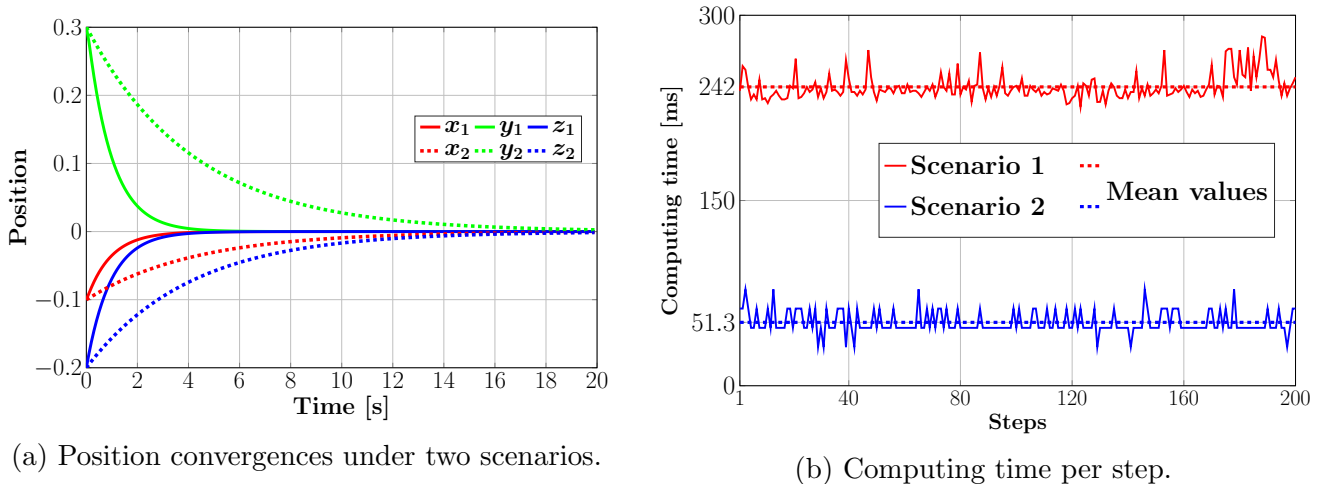 0.3
0.2
0.1
0
−0.1
−0.2
Position
x1 y1 z1
x2 y2 z2
0 2 4 6 8 10 12 14 16 18 20
Time [s]
(a) Position convergences under two scenarios.
300
242
150
51.3
0
Computing time [ms]
Scenario 1
Scenario 2
Mean values
1 40 80 120 160 200
Steps
(b) Computing time per step.